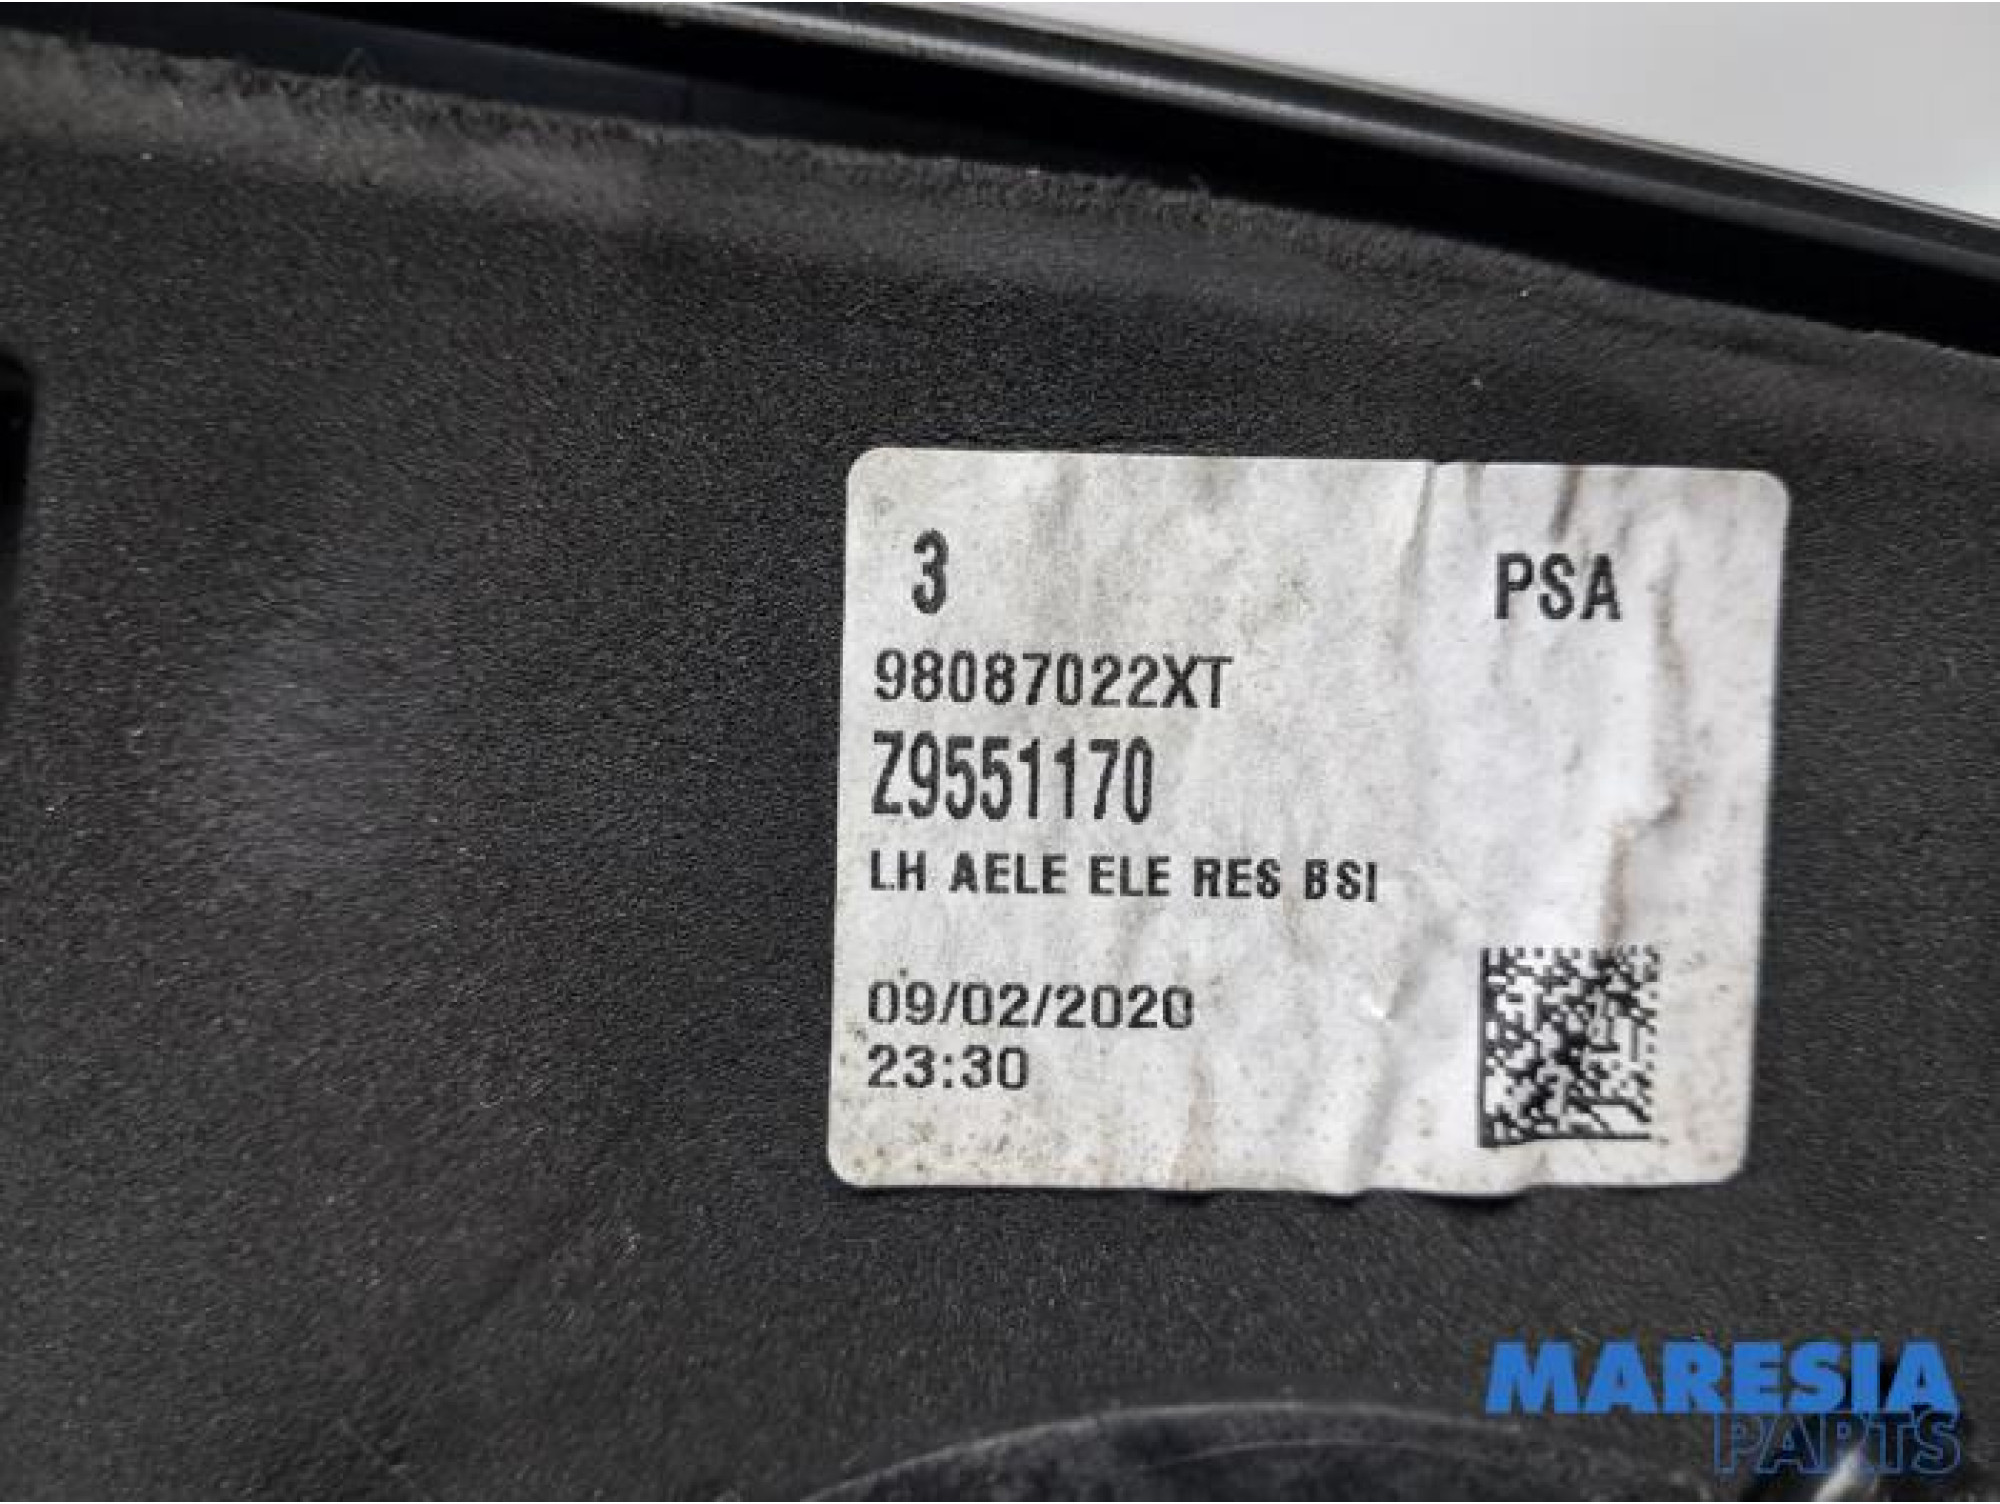 3
PSA
98087022XT
Z9551170
LH AELE ELE RES BSI
09/02/2020
23:30
MARESIA
PARTS